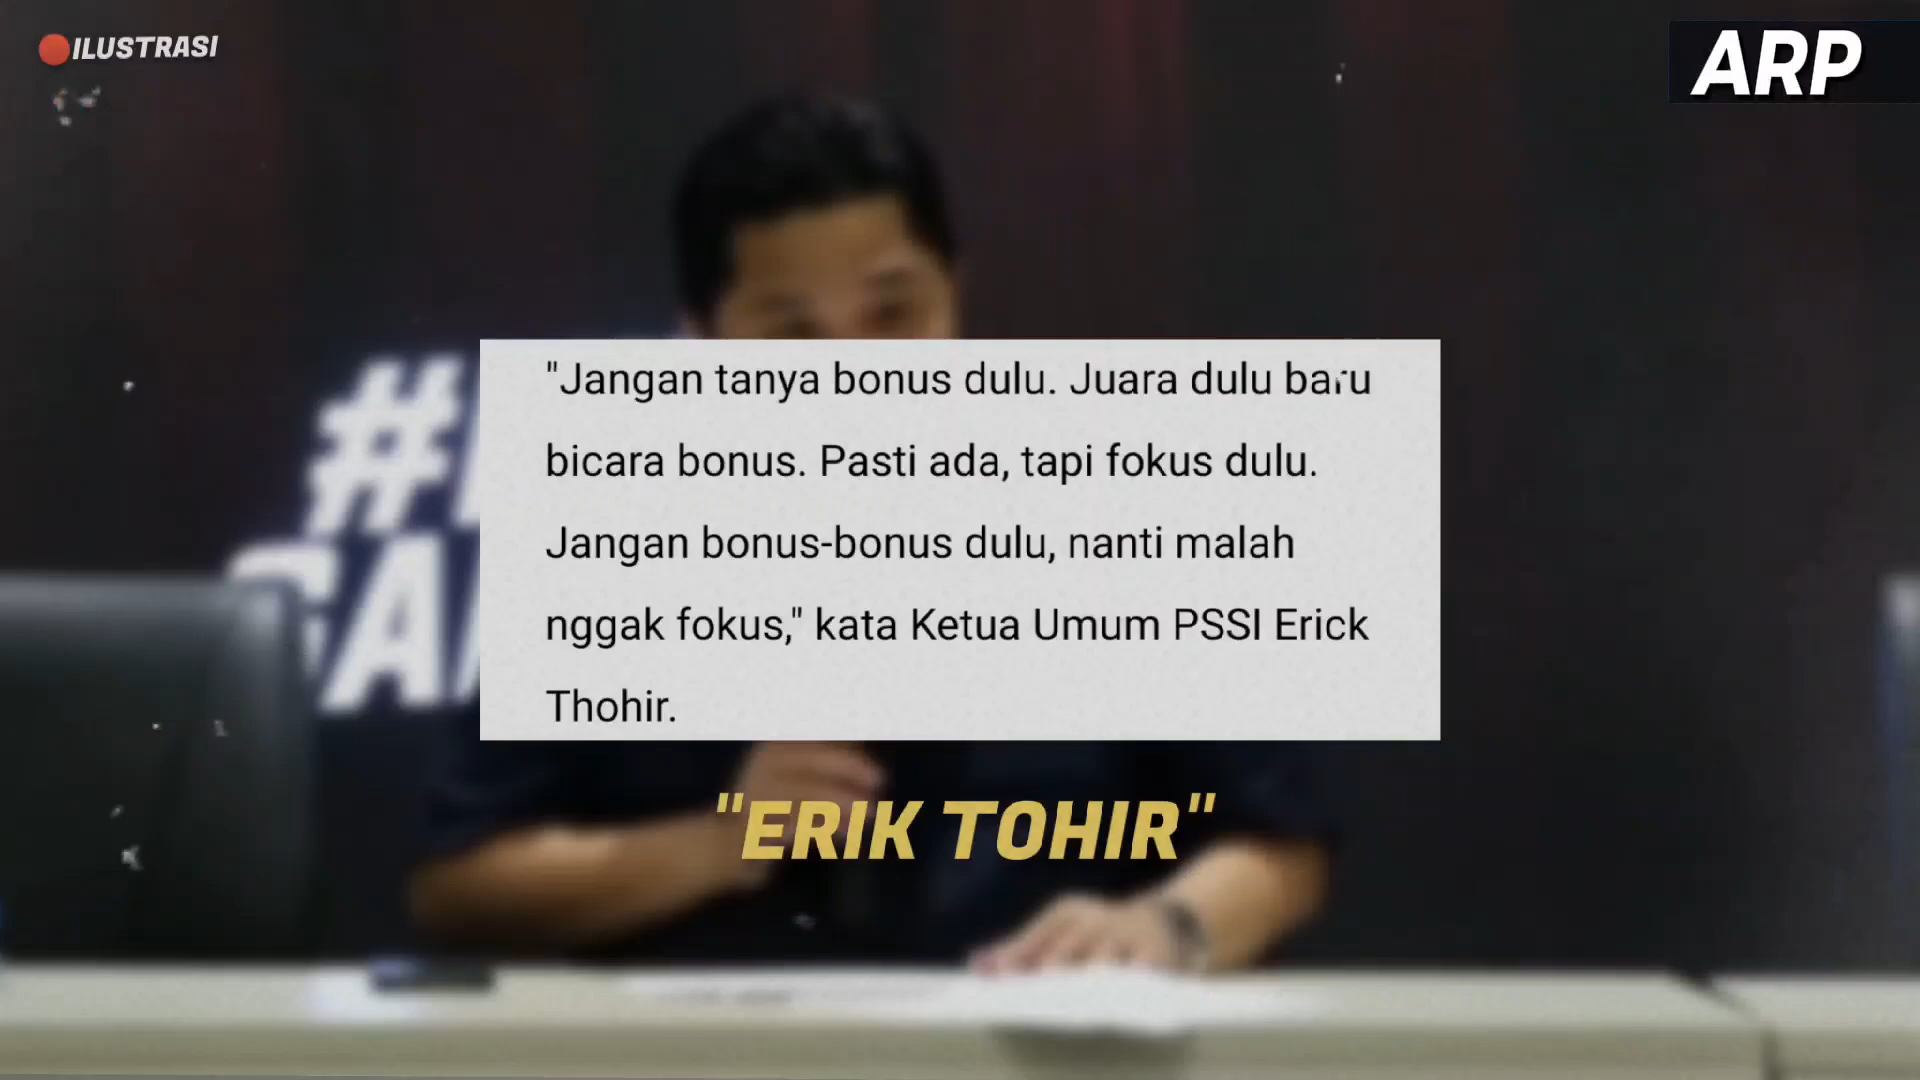 ILUSTRASI
ARP
"Jangan tanya bonus dulu. Juara dulu baru
bicara bonus. Pasti ada, tapi fokus dulu.
Jangan bonus-bonus dulu, nanti malah
nggak fokus," kata Ketua Umum PSSI Erick
Thohir.
"ERIK TOHIR"